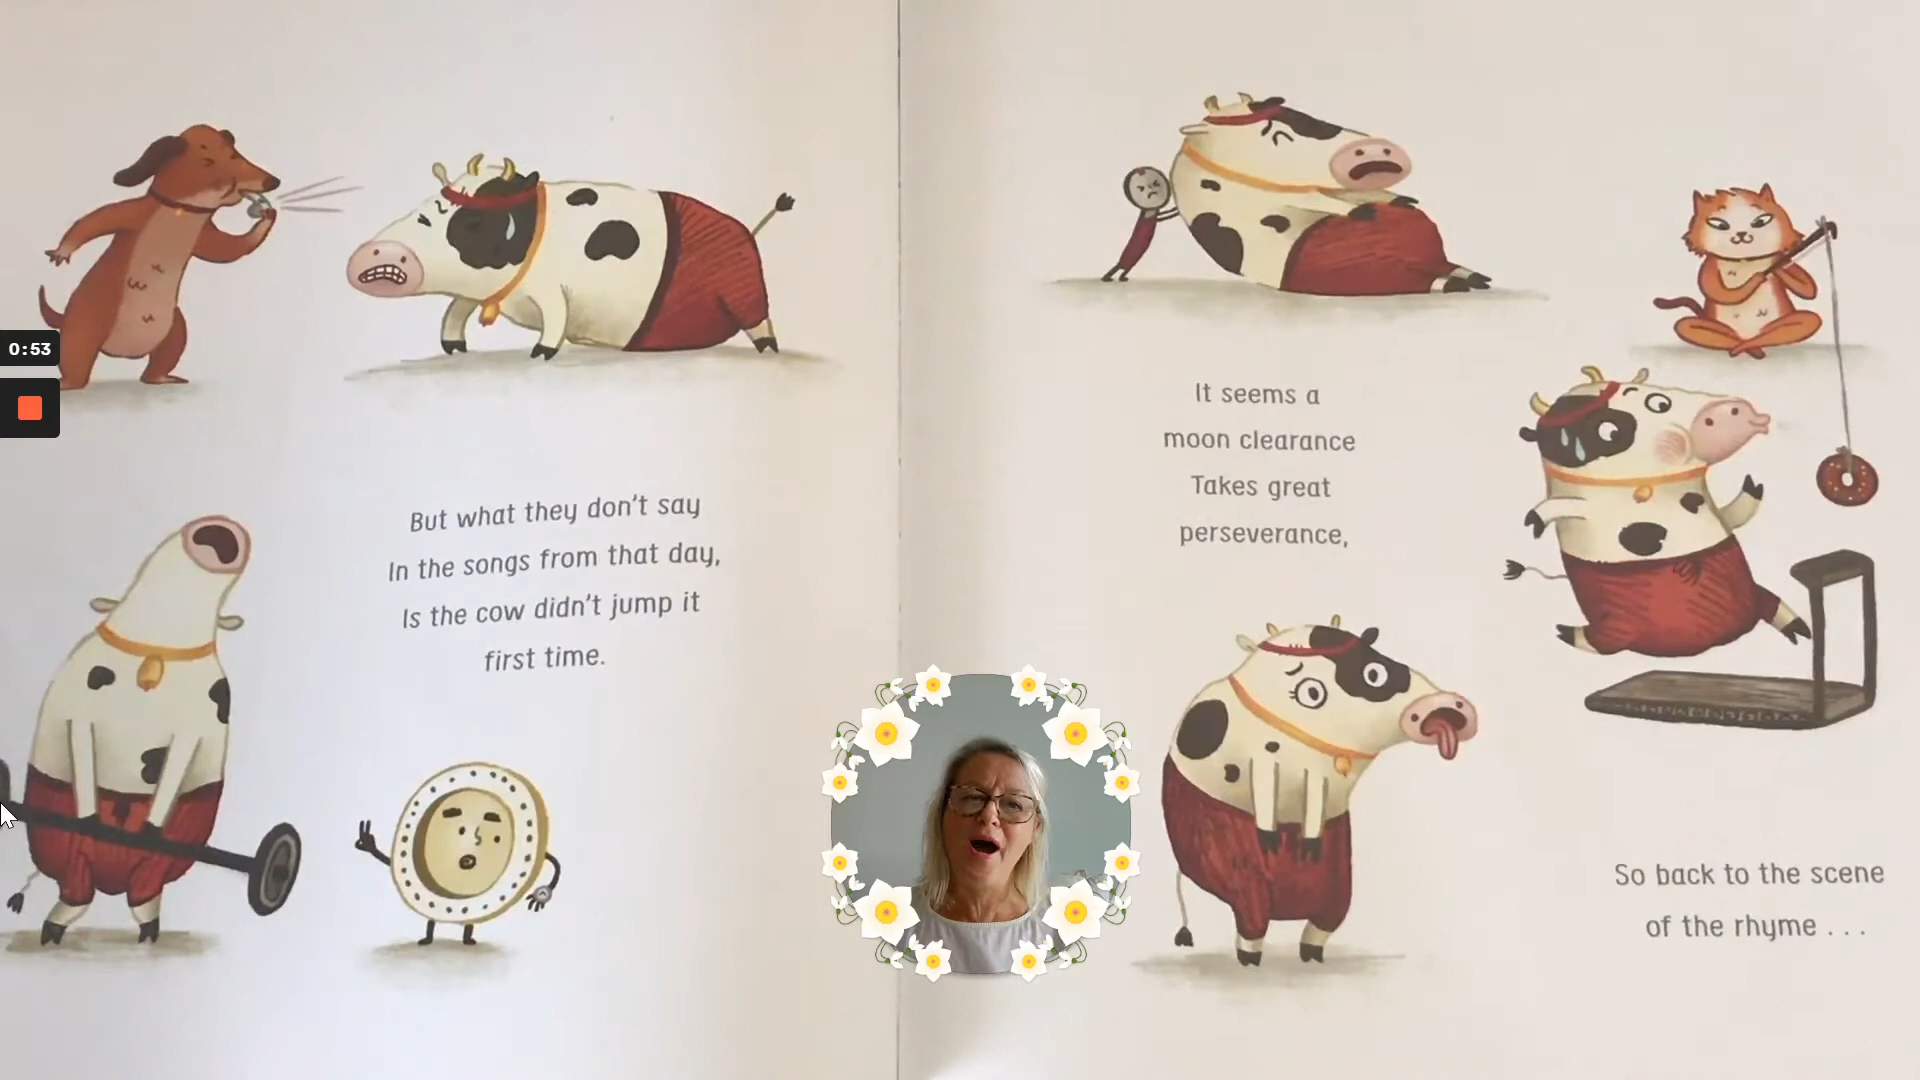 0:53
But what they don't say
In the songs from that day,
Is the cow didn't jump it
first time.
It seems a
moon clearance
Takes great
perseverance,
So back to the scene
of the rhyme . . .